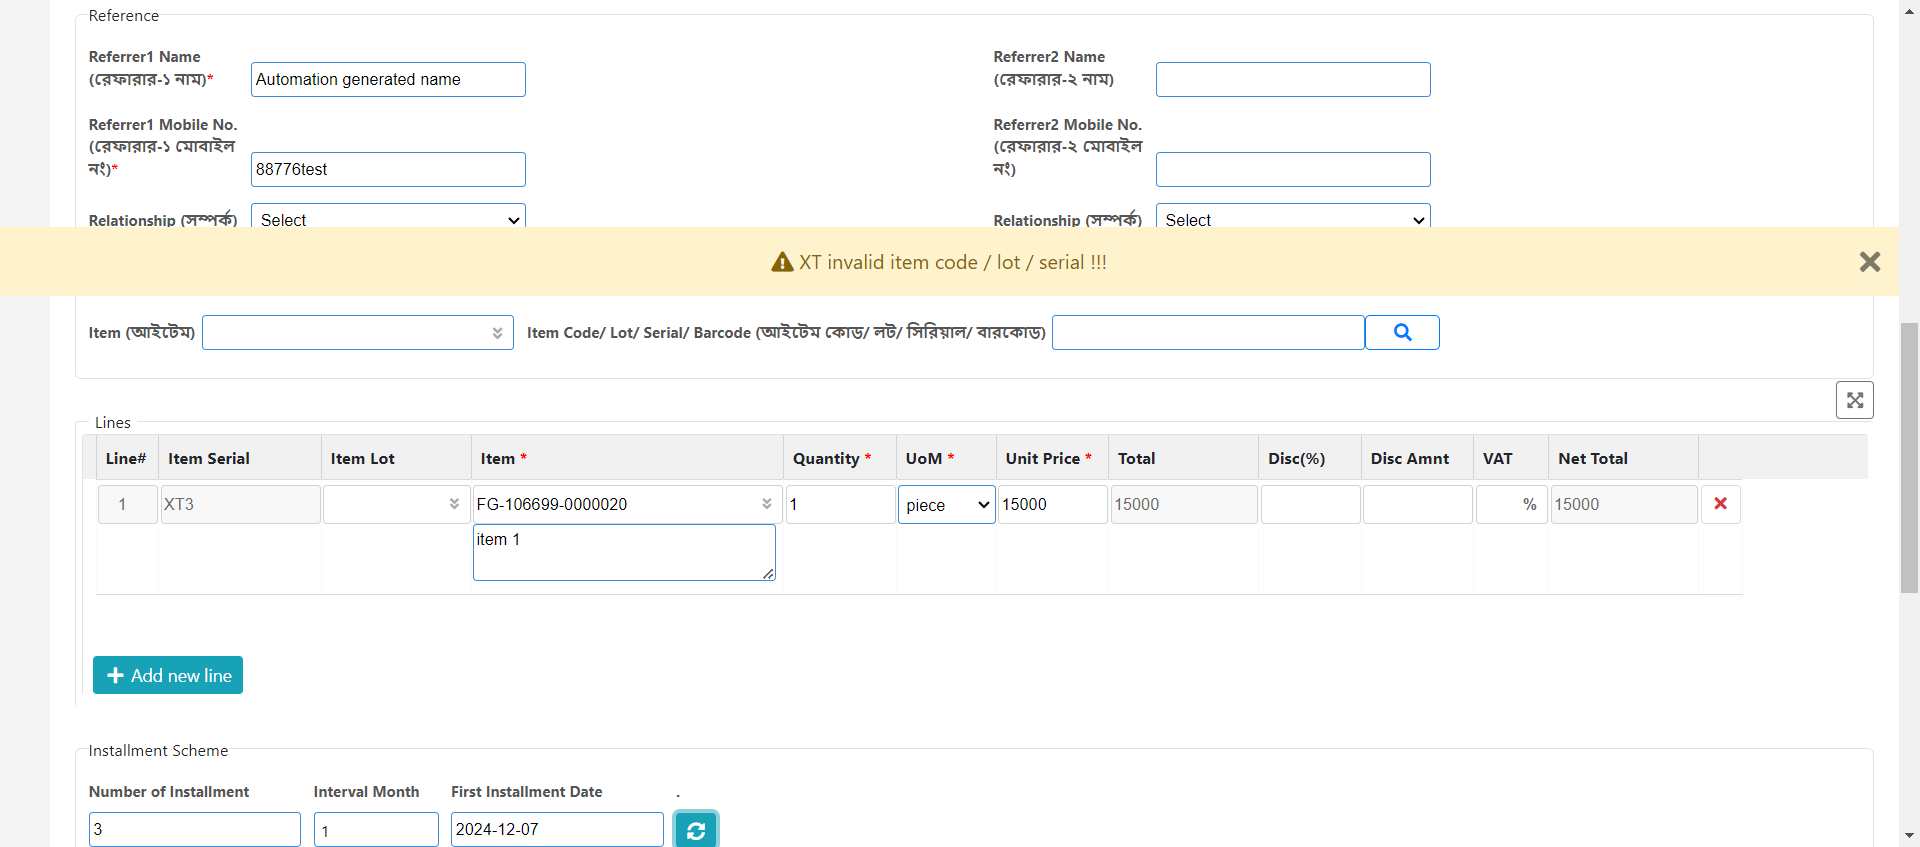 Reference
Referrer1 Name
(রেফারার-১ নাম)*
Automation generated name
Referrer2 Name
(রেফারার-২ নাম)
Referrer1 Mobile No.
(রেফারার-১ মোবাইল
নং)*
88776test
Referrer2 Mobile No.
(রেফারার-২ মোবাইল
নং)
Relationship (সম্পর্ক) Select
Relationship (সম্পর্ক) Select
XT invalid item code / lot / serial !!!
Item (আইটেম)
Item Code/ Lot/ Serial/ Barcode (আইটেম কোড/ লট/ সিরিয়াল/ বারকোড)
Lines
Line# Item Serial Item Lot Item * Quantity * UoM * Unit Price * Total Disc(%) Disc Amnt VAT Net Total
1 XT3 FG-106699-0000020 1 piece 15000 15000 % 15000
item 1
Add new line
Installment Scheme
Number of Installment Interval Month First Installment Date .
3 1 2024-12-07